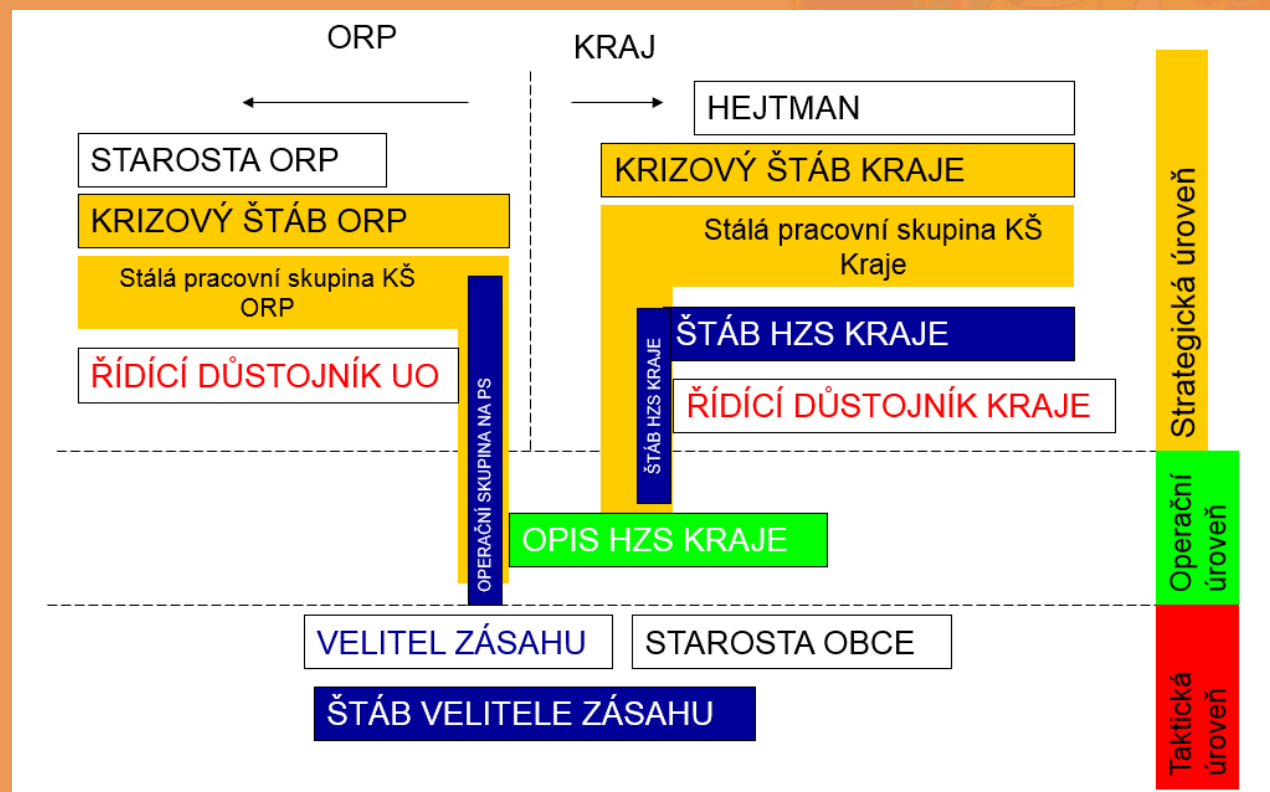 ORP
KRAJ
HEJTMAN
STAROSTA ORP
KRIZOVÝ ŠTÁB KRAJE
KRIZOVÝ ŠTÁB ORP
Stálá pracovní skupina KŠ
Kraje
Stálá pracovní skupina KŠ
ORP
ŠTÁB HZS KRAJE
ŘÍDÍCÍ DŮSTOJNÍK UO
ŘÍDÍCÍ DŮSTOJNÍK KRAJE
OPERAČNÍ SKUPINA NA PS
ŠTÁB HZS KRAJE
OPIS HZS KRAJE
VELITEL ZÁSAHU
STAROSTA OBCE
ŠTÁB VELITELE ZÁSAHU
Strategická úroveň
Operační
úroveň
Taktická
úroveň